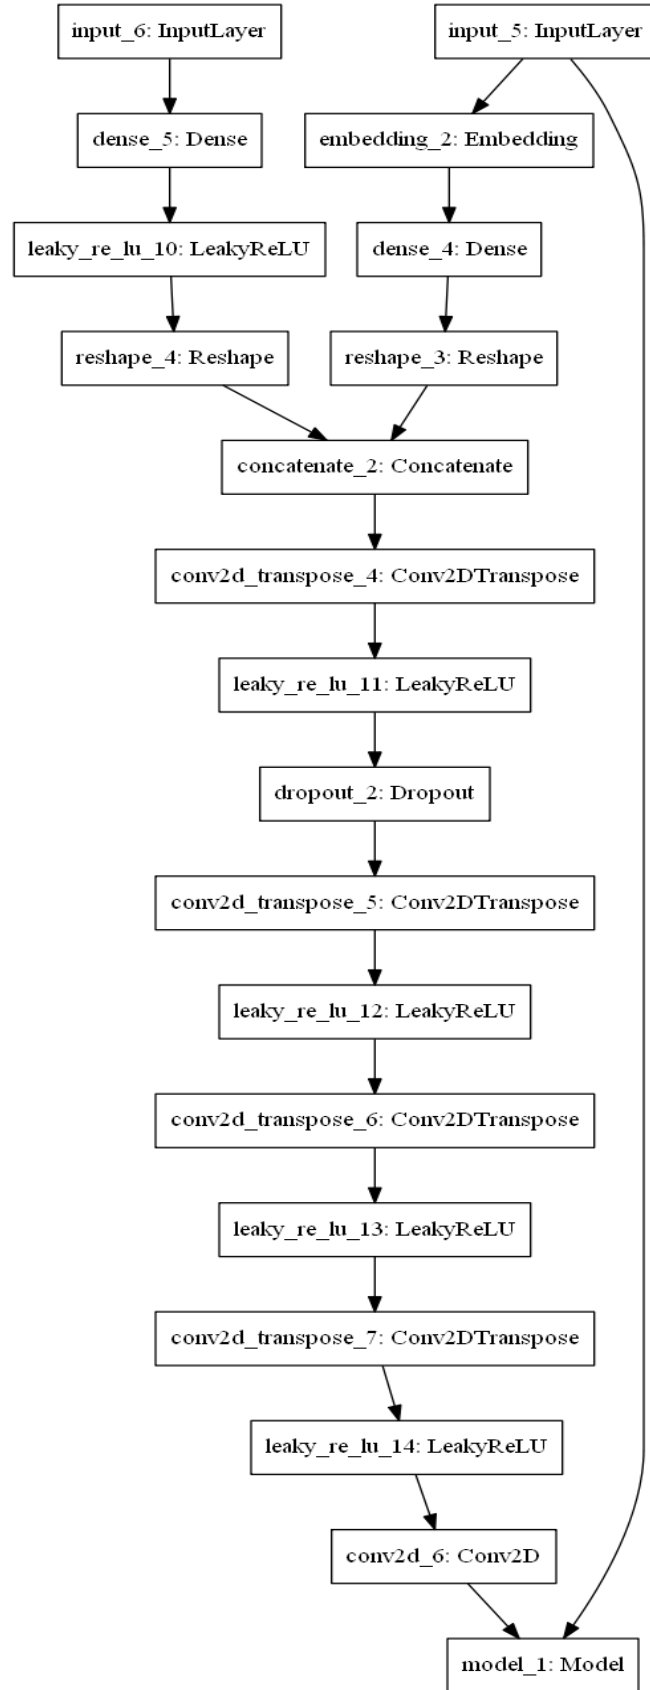 input_6: InputLayer
input_5: InputLayer
dense_5: Dense
embedding_2: Embedding
leaky_re_lu_10: LeakyReLU
dense_4: Dense
reshape_4: Reshape
reshape_3: Reshape
concatenate_2: Concatenate
conv2d_transpose_4: Conv2DTranspose
leaky_re_lu_11: LeakyReLU
dropout_2: Dropout
conv2d_transpose_5: Conv2DTranspose
leaky_re_lu_12: LeakyReLU
conv2d_transpose_6: Conv2DTranspose
leaky_re_lu_13: LeakyReLU
conv2d_transpose_7: Conv2DTranspose
leaky_re_lu_14: LeakyReLU
conv2d_6: Conv2D
model_1: Model